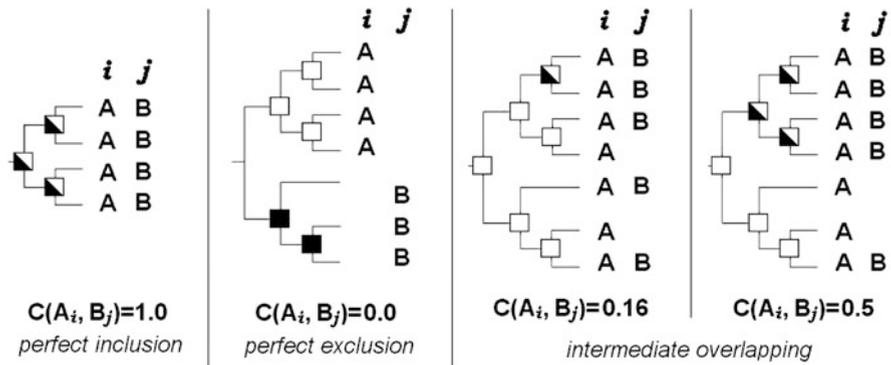 i j
A B
A B
A B
A B
C(Ai, Bj)=1.0
perfect inclusion
i j
A
A
A
A
B
B
B
C(Ai, Bj)=0.0
perfect exclusion
i j
A B
A B
A B
A
A B
A
A B
C(Ai, Bj)=0.16
i j
A B
A B
A B
A B
A
A
A B
C(Ai, Bj)=0.5
intermediate overlapping